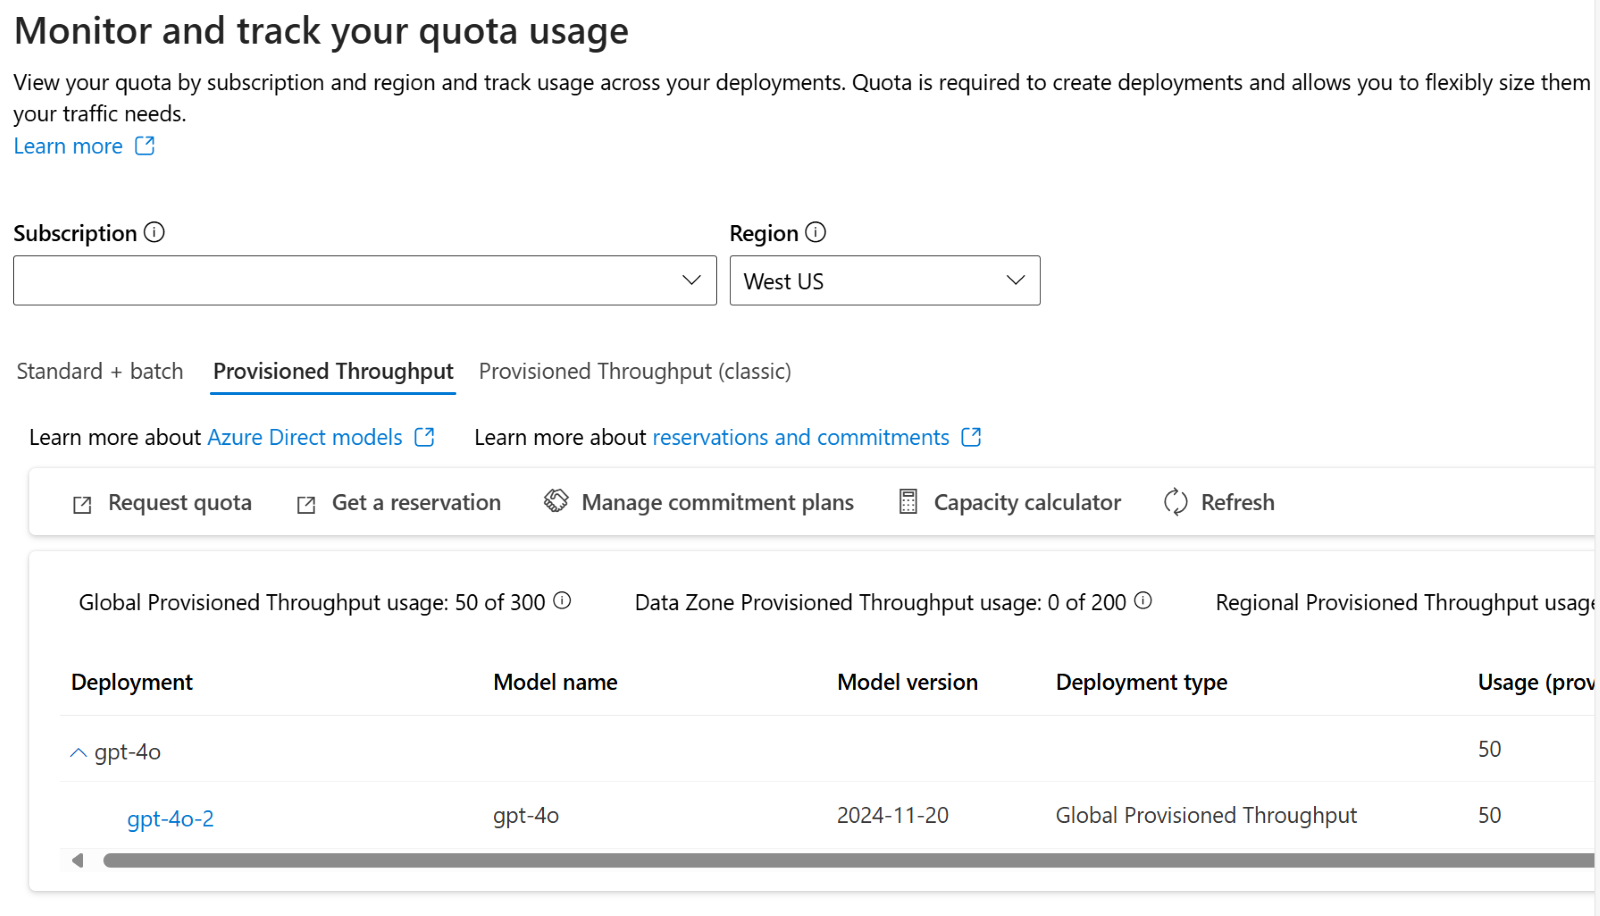 Monitor and track your quota usage
View your quota by subscription and region and track usage across your deployments. Quota is required to create deployments and allows you to flexibly size them
your traffic needs.
Learn more
Subscription
Region
West US
Standard + batch
Provisioned Throughput
Provisioned Throughput (classic)
Learn more about Azure Direct models
Learn more about reservations and commitments
Request quota
Get a reservation
Manage commitment plans
Capacity calculator
Refresh
Global Provisioned Throughput usage: 50 of 300
Data Zone Provisioned Throughput usage: 0 of 200
Regional Provisioned Throughput usage
Deployment
Model name
Model version
Deployment type
Usage (prov
gpt-4o
50
gpt-4o-2
gpt-4o
2024-11-20
Global Provisioned Throughput
50